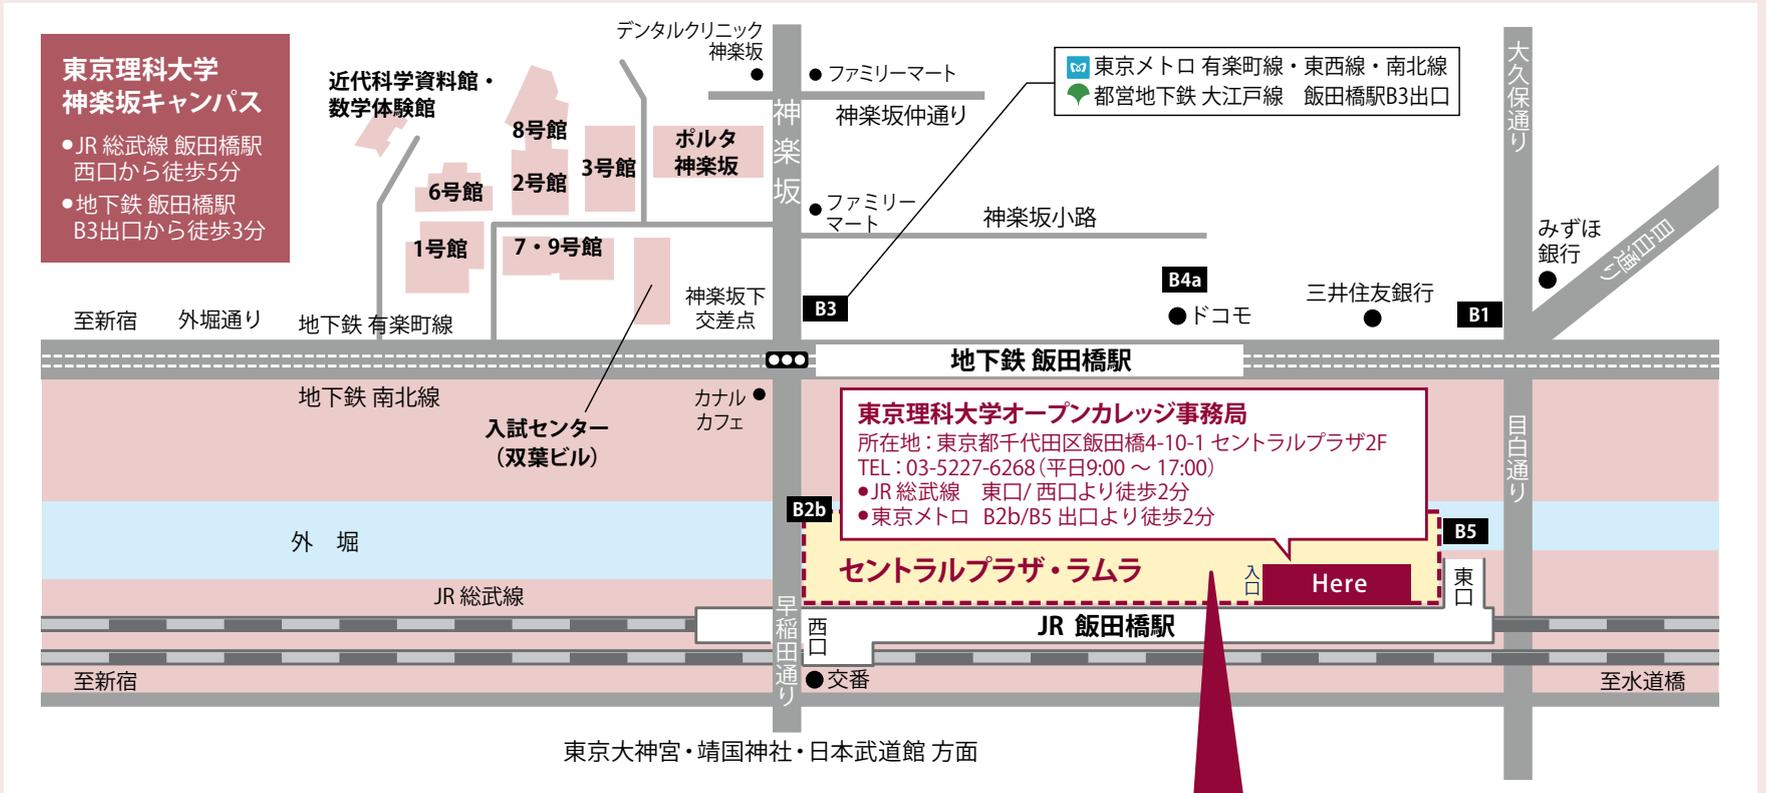 東京理科大学
神楽坂キャンパス
●JR 総武線 飯田橋駅
西口から徒歩5分
●地下鉄 飯田橋駅
B3出口から徒歩3分
近代科学資料館・
数学体験館
8号館
3号館
2号館
6号館
1号館
7・9号館
ポルタ
神楽坂
デンタルクリニック
神楽坂
ファミリーマート
神楽坂仲通り
神楽坂
ファミリー
マート
神楽坂小路
東京メトロ 有楽町線・東西線・南北線
都営地下鉄 大江戸線 飯田橋駅B3出口
大久保通り
みずほ
銀行
目白通り
至新宿
外堀通り
地下鉄 有楽町線
神楽坂下
交差点
B3
B4a
ドコモ
三井住友銀行
B1
地下鉄 飯田橋駅
地下鉄 南北線
カナル
カフェ
入試センター
（双葉ビル）
東京理科大学オープンカレッジ事務局
所在地：東京都千代田区飯田橋4-10-1 セントラルプラザ2F
TEL：03-5227-6268（平日9:00 ～ 17:00）
●JR 総武線 東口/ 西口より徒歩2分
●東京メトロ B2b/B5 出口より徒歩2分
目白通り
B2b
B5
外 堀
セントラルプラザ・ラムラ
入口
Here
東口
JR 総武線
早稲田通り
西口
JR 飯田橋駅
至新宿
交番
至水道橋
東京大神宮・靖国神社・日本武道館 方面